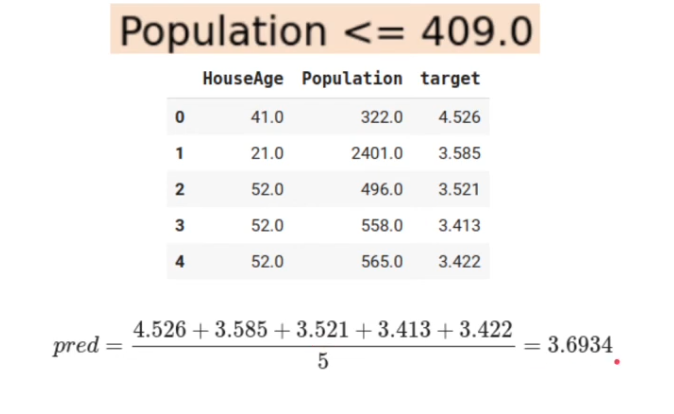 Population <= 409.0
HouseAge Population target
0 41.0 322.0 4.526
1 21.0 2401.0 3.585
2 52.0 496.0 3.521
3 52.0 558.0 3.413
4 52.0 565.0 3.422
pred = \frac{4.526 + 3.585 + 3.521 + 3.413 + 3.422}{5} = 3.6934